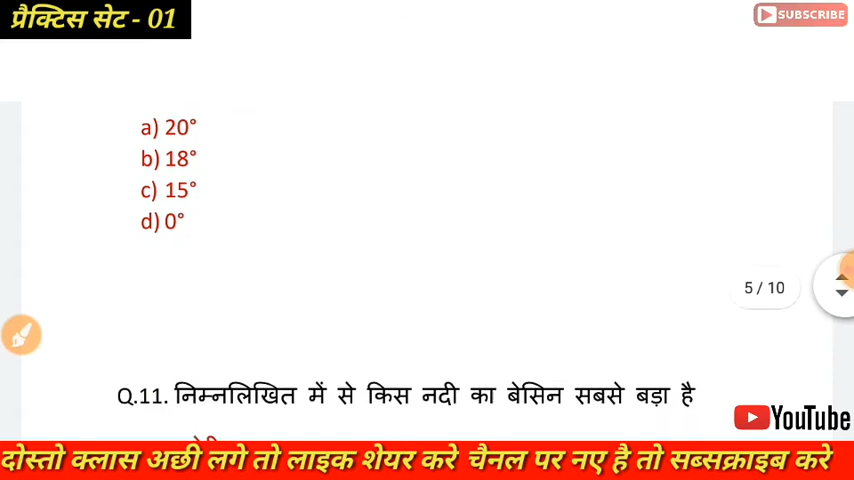 प्रैक्टिस सेट - 01
SUBSCRIBE
a) 20°
b) 18°
c) 15°
d) 0°
5 / 10
Q.11. निम्नलिखित में से किस नदी का बेसिन सबसे बड़ा है
YouTube
दोस्तो क्लास अछी लगे तो लाइक शेयर करे चैनल पर नए है तो सब्सक्राइब करे